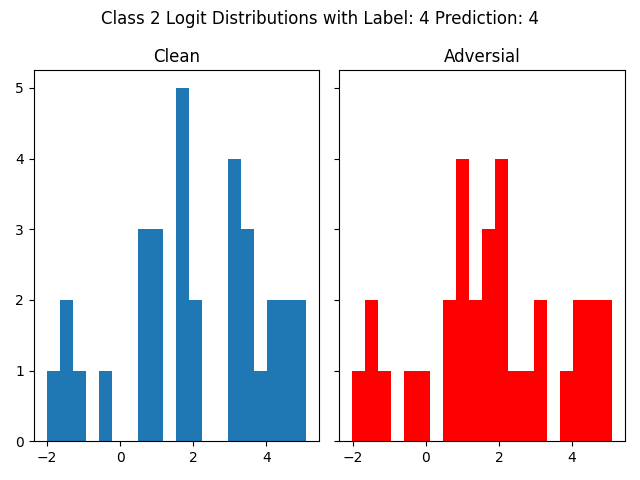 Class 2 Logit Distributions with Label: 4 Prediction: 4
Clean
Adversial
5
4
3
2
1
0
−2 0 2 4
−2 0 2 4